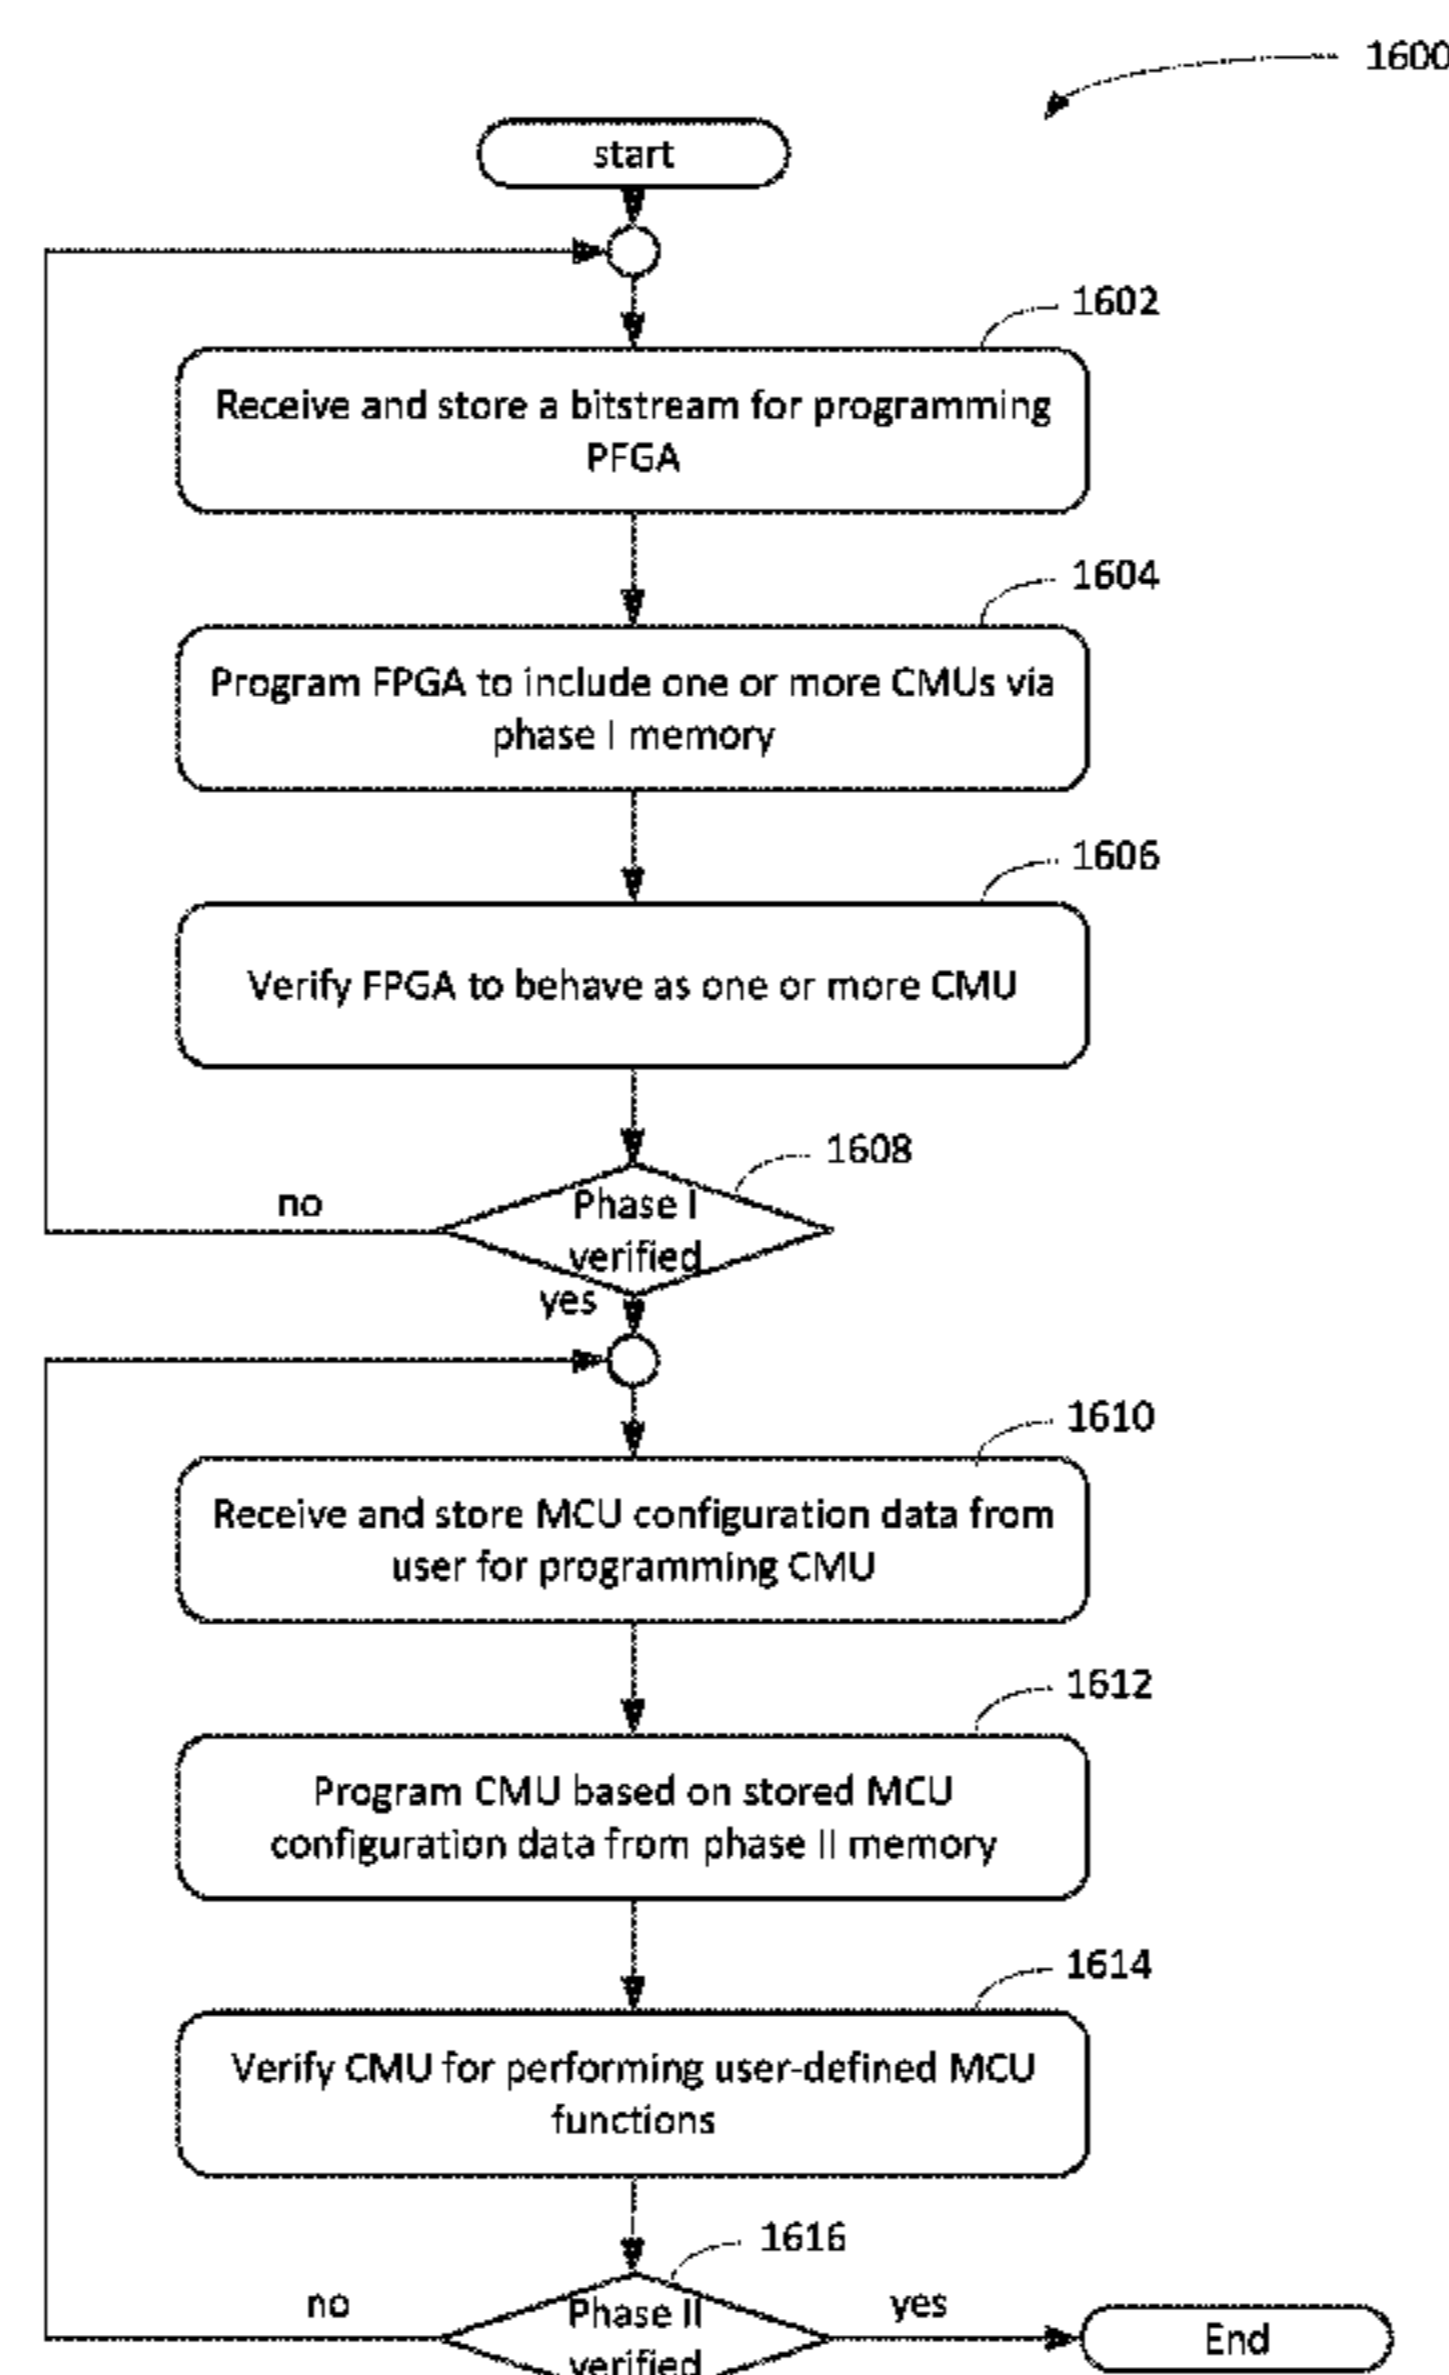 1600
start
1602
Receive and store a bitstream for programming
PFGA
1604
Program FPGA to include one or more CMUs via
phase I memory
1606
Verify FPGA to behave as one or more CMU
1608
no
Phase I
verified
yes
1610
Receive and store MCU configuration data from
user for programming CMU
1612
Program CMU based on stored MCU
configuration data from phase II memory
1614
Verify CMU for performing user-defined MCU
functions
1616
no
Phase II
verified
yes
End